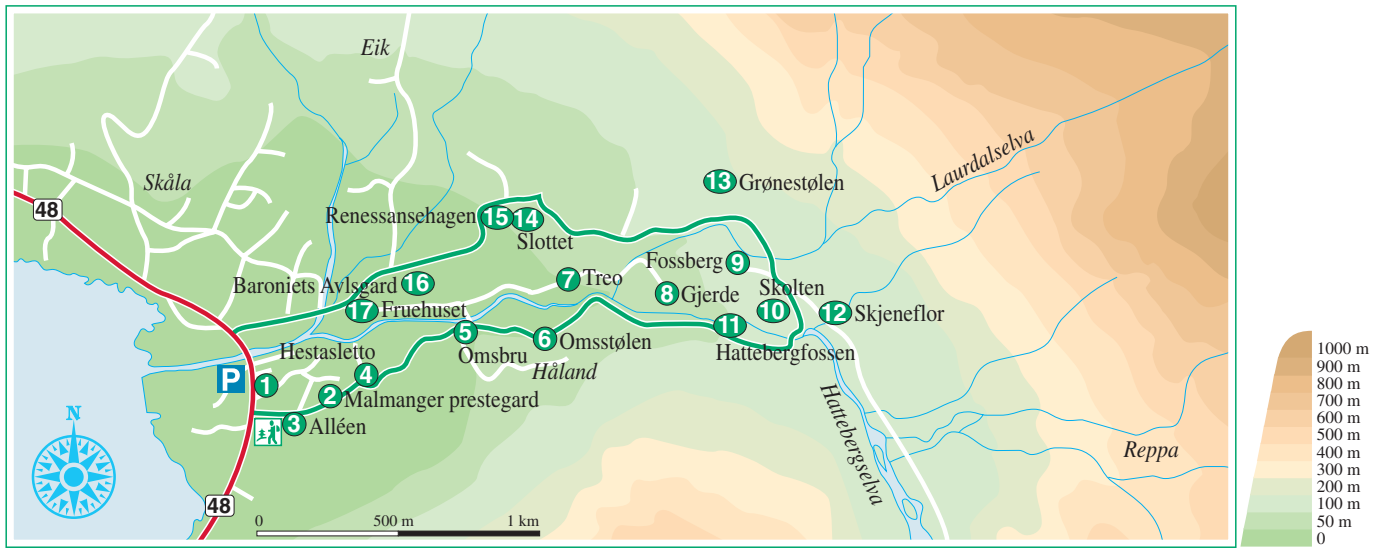 Eik
Laurdalselva
Skåla
48
13 Grønestølen
Renessansehagen 15 14
Slottet
Fossberg 9
Baroniets Avlsgard 16
7 Treo
Skolten
10
8 Gjerde
17 Fruehuset
12 Skjeneflor
11
Hattebergfossen
5
Omsbru
6 Omsstølen
Håland
Hestasletto
4
P 1
2 Malmanger prestegard
3 Alléen
Hattebergselva
Reppa
N
48
0 500 m 1 km
1000 m
900 m
800 m
700 m
600 m
500 m
400 m
300 m
200 m
100 m
50 m
0